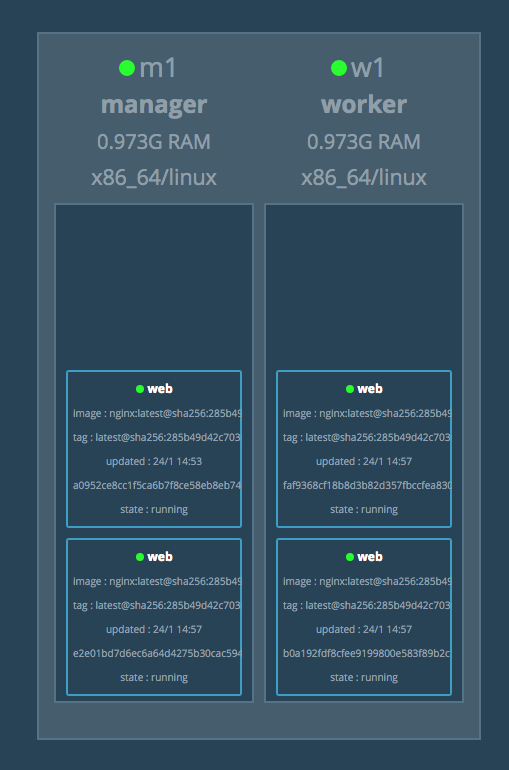 m1
manager
0.973G RAM
x86_64/linux
web
image : nginx:latest@sha256:285b49
tag : latest@sha256:285b49d42c703
updated : 24/1 14:53
a0952ce8cc1f5ca6b7f8ce58eb8eb74
state : running
web
image : nginx:latest@sha256:285b49
tag : latest@sha256:285b49d42c703
updated : 24/1 14:57
e2e01bd7d6ec6a64d4275b30cac594
state : running
w1
worker
0.973G RAM
x86_64/linux
web
image : nginx:latest@sha256:285b49
tag : latest@sha256:285b49d42c703
updated : 24/1 14:57
faf9368cf18b8d3b82d357fbccfea830
state : running
web
image : nginx:latest@sha256:285b49
tag : latest@sha256:285b49d42c703
updated : 24/1 14:57
b0a192fdf8cfee9199800e583f89b2c
state : running